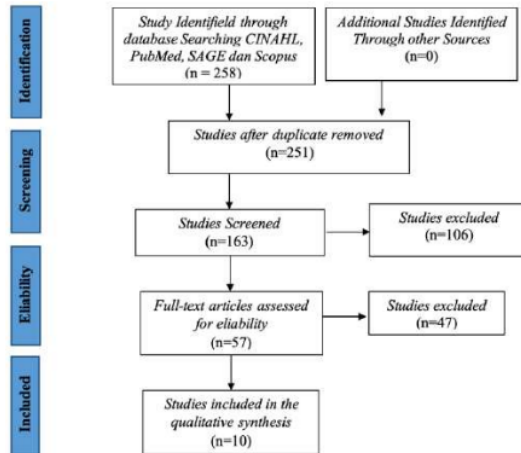 Identification
Study Identifield through
database Searching CINAHL,
PubMed, SAGE dan Scopus
(n = 258)
Additional Studies Identified
Through other Sources
(n=0)
Studies after duplicate removed
(n=251)
Screening
Studies Screened
(n=163)
Studies excluded
(n=106)
Eliability
Full-text articles assessed
for eliability
(n=57)
Studies excluded
(n=47)
Included
Studies included in the
qualitative synthesis
(n=10)